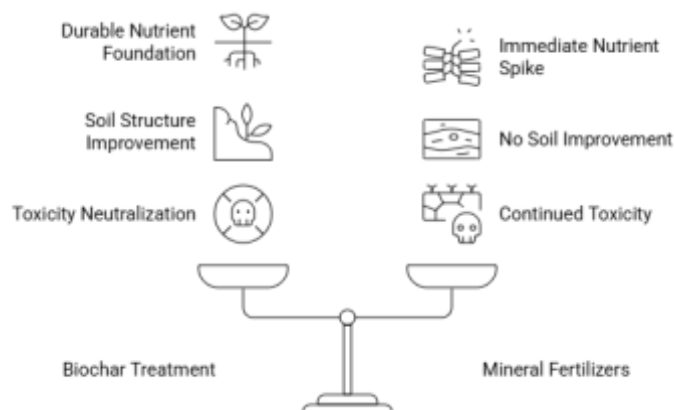 Durable Nutrient
Foundation
Immediate Nutrient
Spike
Soil Structure
Improvement
No Soil Improvement
Toxicity Neutralization
Continued Toxicity
Biochar Treatment
Mineral Fertilizers